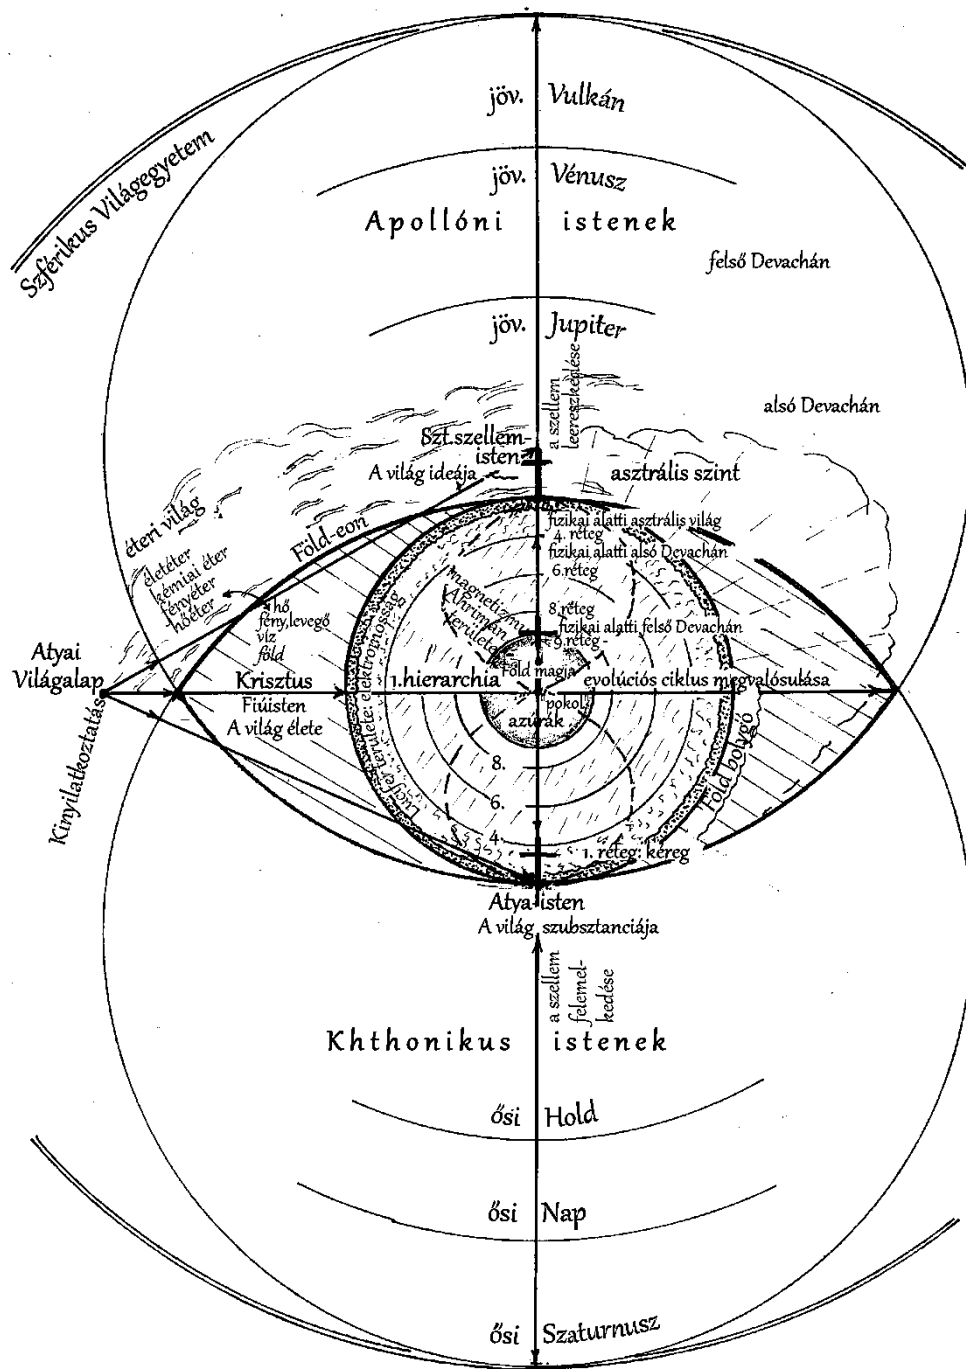 jöv. Vulkán
Szférikus Világegyetem
jöv. Vénusz
Apollóni istenek
felső Devachán
jöv. Jupiter
a szellem
leereszkedése
alsó Devachán
Szt.szellem-
isten
A világ ideája
asztrális szint
éteri világ
Föld-eon
életéter
kémiai éter
fényéter
hőéter
hő
fény, levegő
víz
föld
fizikai alatti asztrális világ
4. réteg
fizikai alatti alsó Devachán
6.réteg
magnetizmus
Ahrimán
területe
8.réteg
fizikai alatti felső Devachán
9.réteg
Föld magja
Atyai
Világalap
Krisztus
Fiúisten
A világ élete
Lucifer területe: elektromosság
1.hierarchia
evolúciós ciklus megvalósulása
pokol
azúrák
Kinyilatkoztatás
8.
6.
4.
Föld bolygó
1. réteg: kéreg
Atya-isten
A világ szubsztanciája
a szellem
felemel-
kedése
Khthonikus istenek
ősi Hold
ősi Nap
ősi Szaturnusz